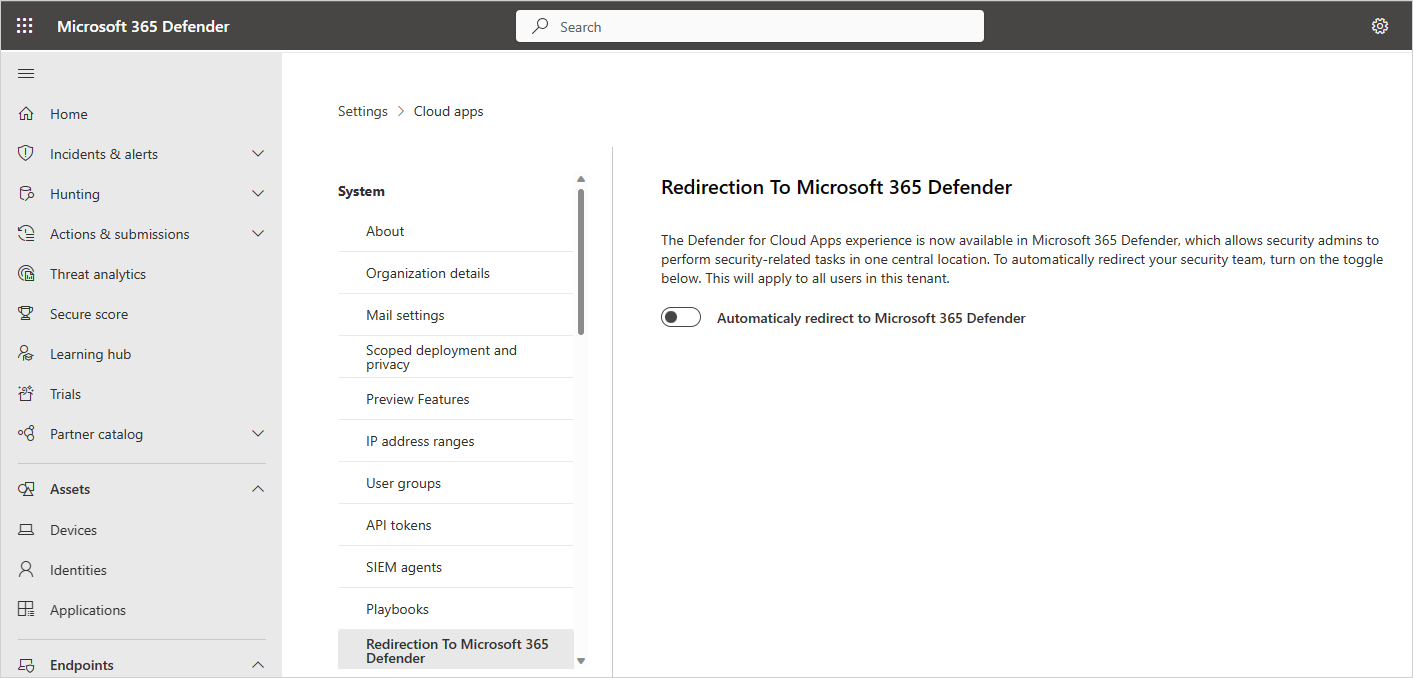 Microsoft 365 Defender
Search
Home
Incidents & alerts
Hunting
Actions & submissions
Threat analytics
Secure score
Learning hub
Trials
Partner catalog
Assets
Devices
Identities
Applications
Endpoints
Settings > Cloud apps
System
About
Organization details
Mail settings
Scoped deployment and
privacy
Preview Features
IP address ranges
User groups
API tokens
SIEM agents
Playbooks
Redirection To Microsoft 365
Defender
Redirection To Microsoft 365 Defender
The Defender for Cloud Apps experience is now available in Microsoft 365 Defender, which allows security admins to
perform security-related tasks in one central location. To automatically redirect your security team, turn on the toggle
below. This will apply to all users in this tenant.
Automaticaly redirect to Microsoft 365 Defender